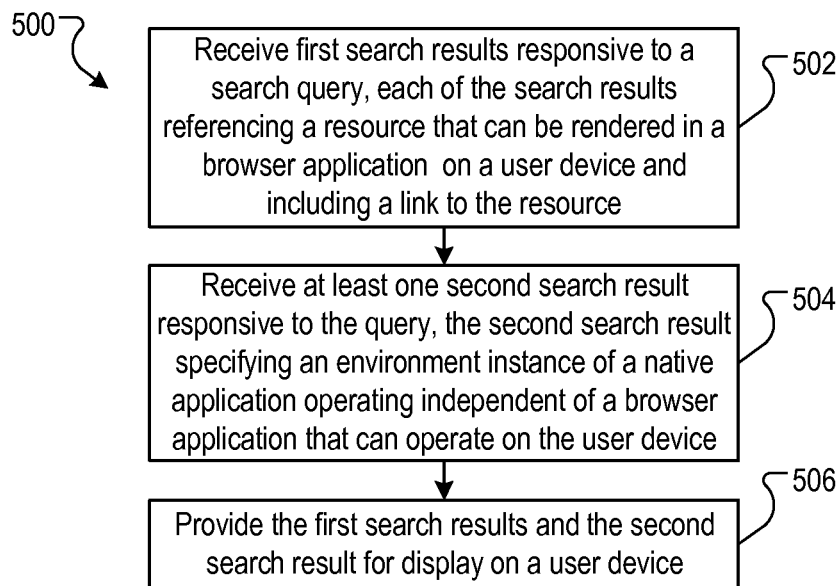 500
Receive first search results responsive to a
search query, each of the search results
referencing a resource that can be rendered in a
browser application on a user device and
including a link to the resource
502
Receive at least one second search result
responsive to the query, the second search result
specifying an environment instance of a native
application operating independent of a browser
application that can operate on the user device
504
Provide the first search results and the second
search result for display on a user device
506